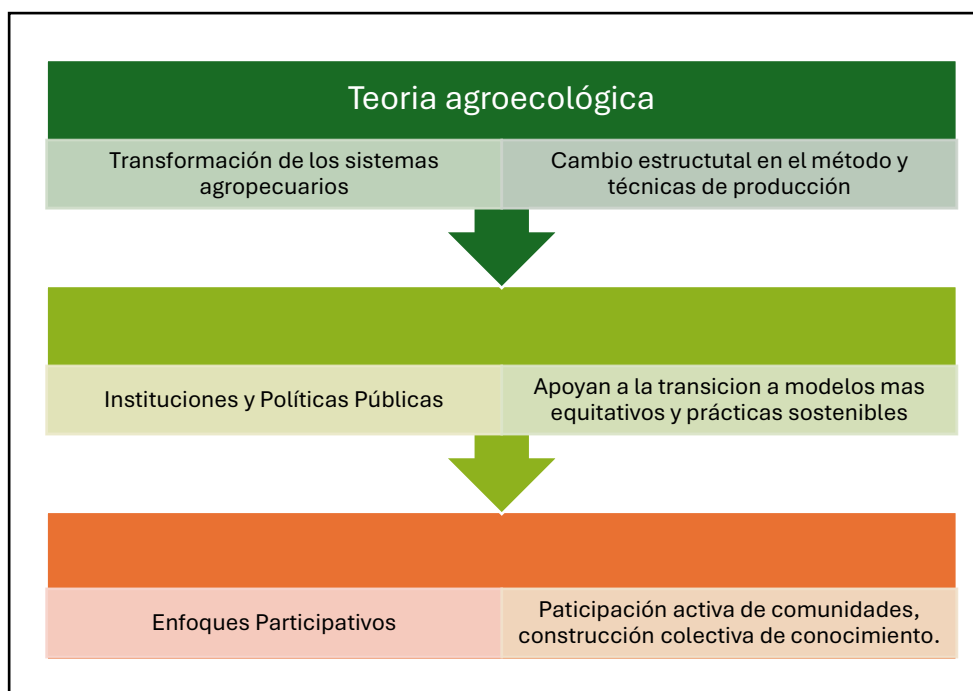 Teoria agroecológica
Transformación de los sistemas
agropecuarios
Cambio estructutal en el método y
técnicas de producción
Instituciones y Políticas Públicas
Apoyan a la transicion a modelos mas
equitativos y prácticas sostenibles
Enfoques Participativos
Paticipación activa de comunidades,
construcción colectiva de conocimiento.